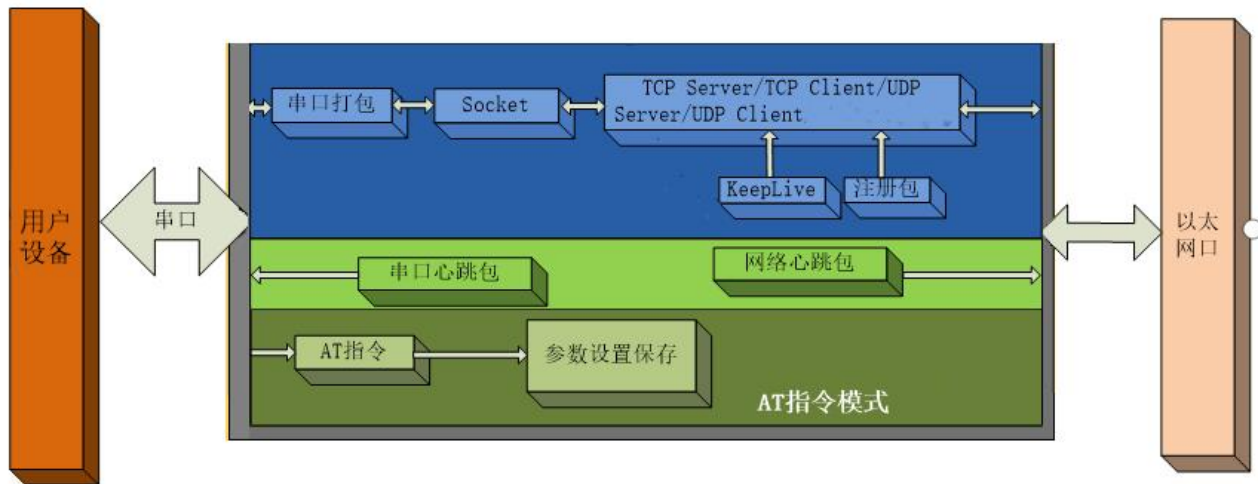 用户
设备
串口
串口打包
Socket
TCP Server/TCP Client/UDP
Server/UDP Client
KeepLive
注册包
串口心跳包
网络心跳包
AT指令
参数设置保存
AT指令模式
以太
网口